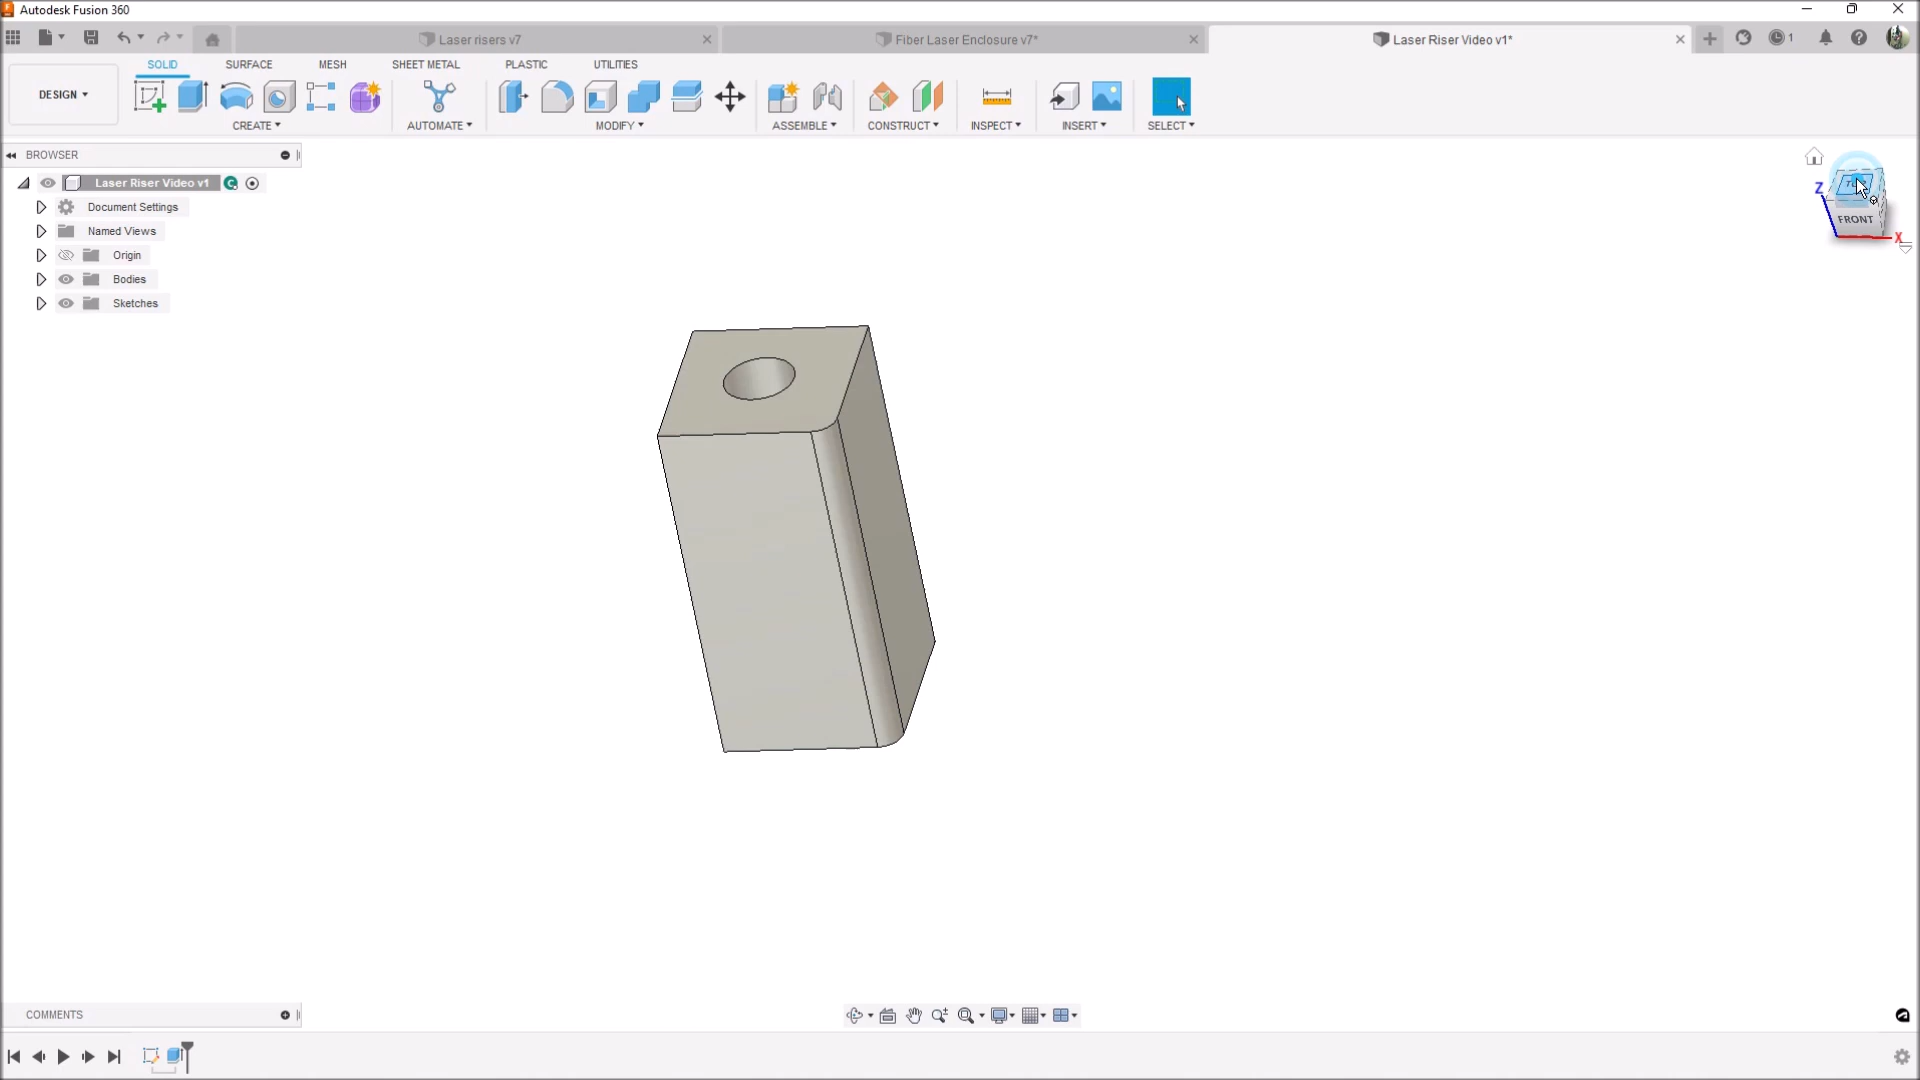 Autodesk Fusion 360
Laser risers v7
Fiber Laser Enclosure v7*
Laser Riser Video v1*
1
DESIGN
SOLID
SURFACE
MESH
SHEET METAL
PLASTIC
UTILITIES
CREATE
AUTOMATE
MODIFY
ASSEMBLE
CONSTRUCT
INSPECT
INSERT
SELECT
BROWSER
Laser Riser Video v1
Document Settings
Named Views
Origin
Bodies
Sketches
Z
FRONT
X
COMMENTS